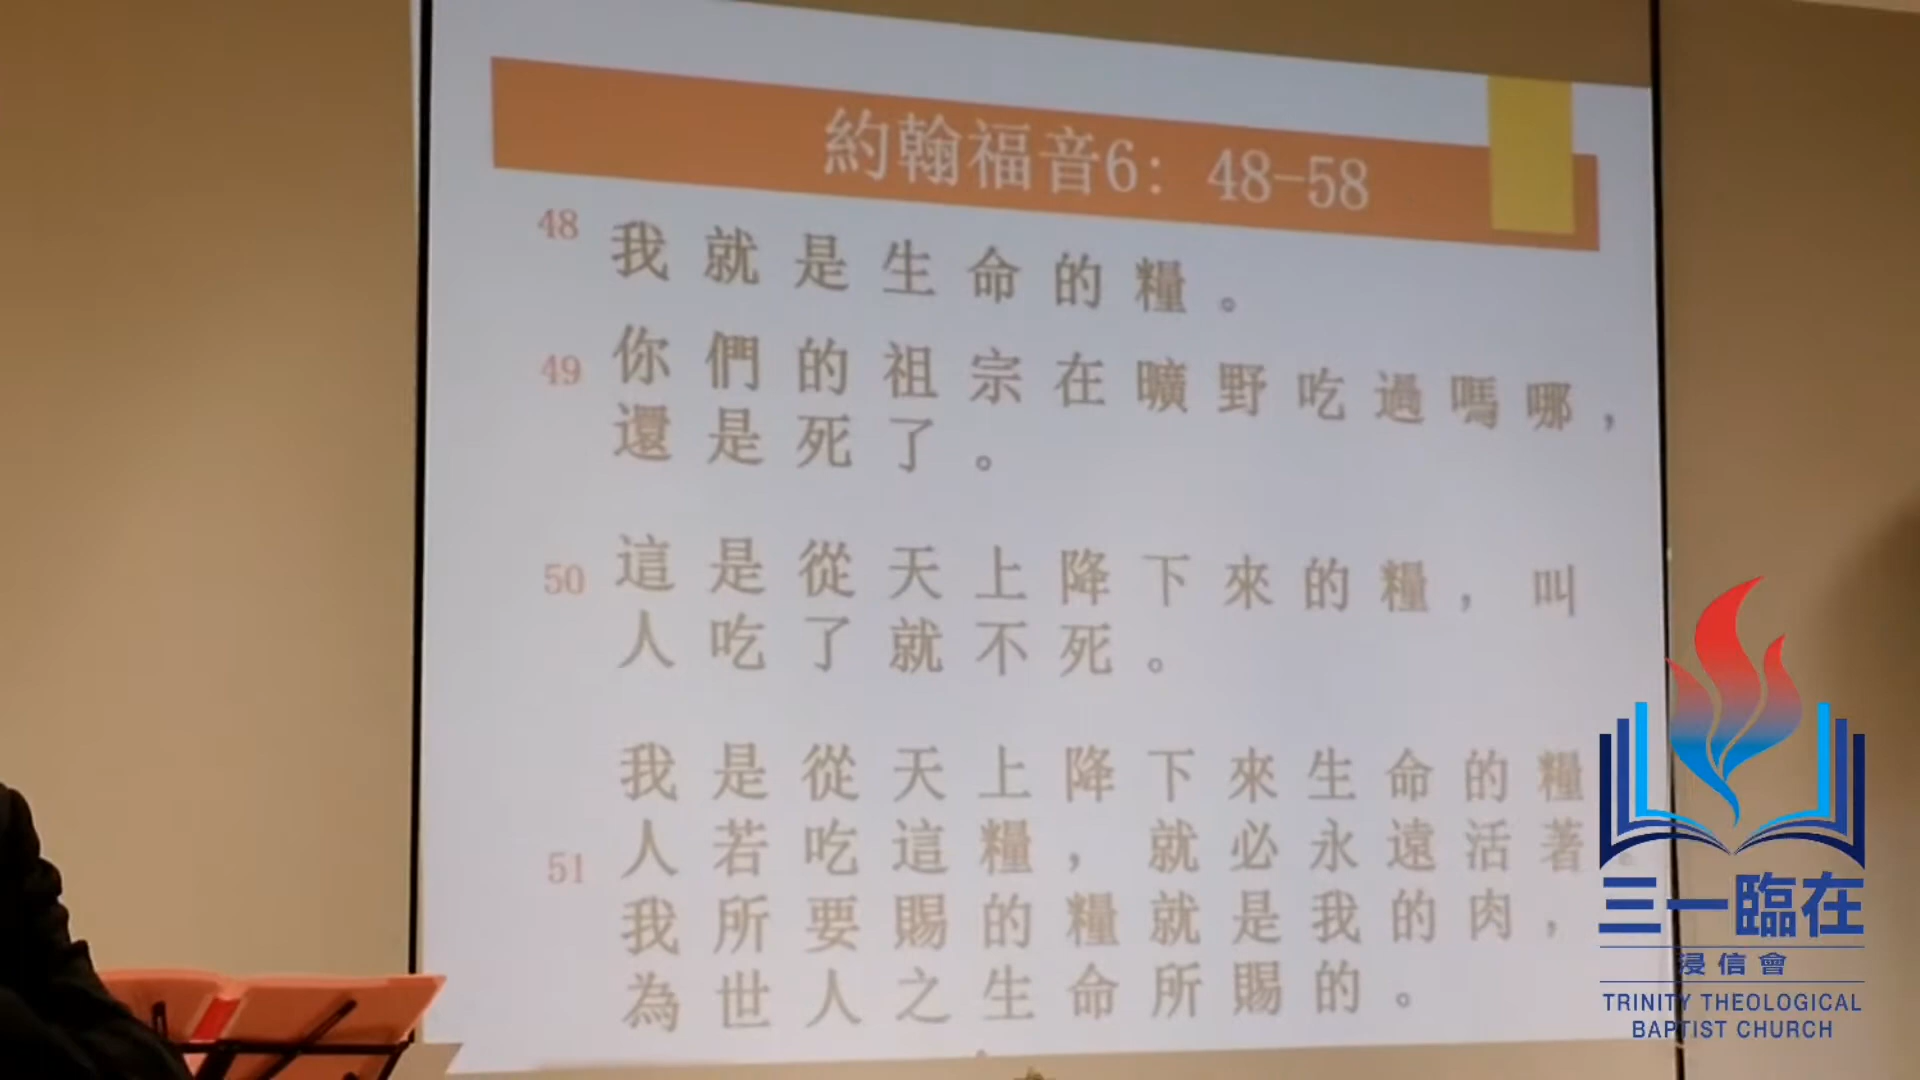 約翰福音6：48-58
48 我就是生命的糧。
49 你們的祖宗在曠野吃過嗎哪，
還是死了。
50 這是從天上降下來的糧，叫
人吃了就不死。
我是從天上降下來生命的糧
51 人若吃這糧，就必永遠活著
我所要賜的糧就是我的肉，
為世人之生命所賜的。
三一臨在
浸信會
TRINITY THEOLOGICAL
BAPTIST CHURCH